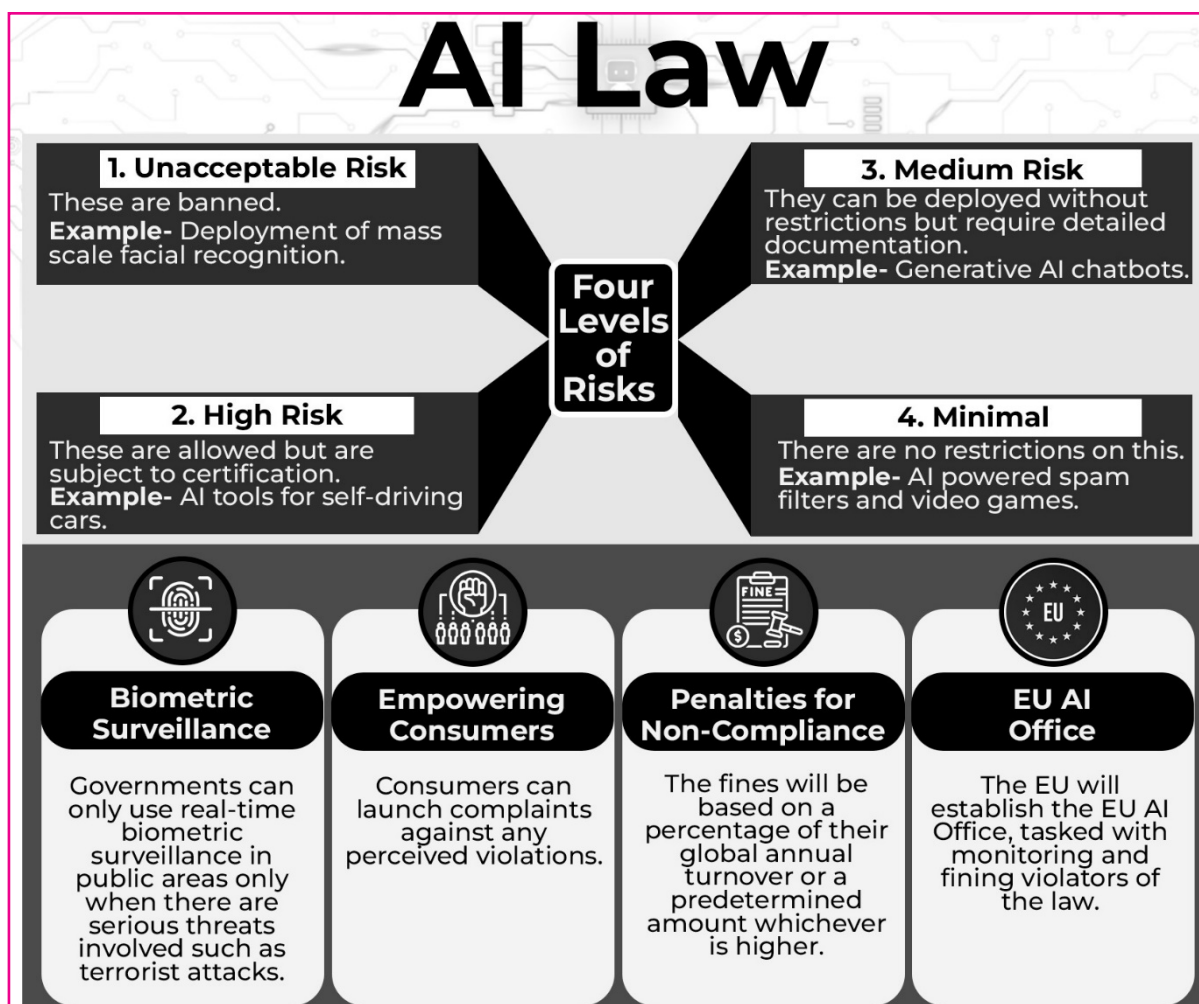 AI Law
1. Unacceptable Risk
These are banned.
Example- Deployment of mass
scale facial recognition.
2. High Risk
These are allowed but are
subject to certification.
Example- AI tools for self-driving
cars.
Four
Levels
of
Risks
3. Medium Risk
They can be deployed without
restrictions but require detailed
documentation.
Example- Generative AI chatbots.
4. Minimal
There are no restrictions on this.
Example- AI powered spam
filters and video games.
Biometric
Surveillance
Governments can
only use real-time
biometric
surveillance in
public areas only
when there are
serious threats
involved such as
terrorist attacks.
Empowering
Consumers
Consumers can
launch complaints
against any
perceived violations.
FINE
$
Penalties for
Non-Compliance
The fines will be
based on a
percentage of their
global annual
turnover or a
predetermined
amount whichever
is higher.
EU
EU AI
Office
The EU will
establish the EU AI
Office, tasked with
monitoring and
fining violators of
the law.